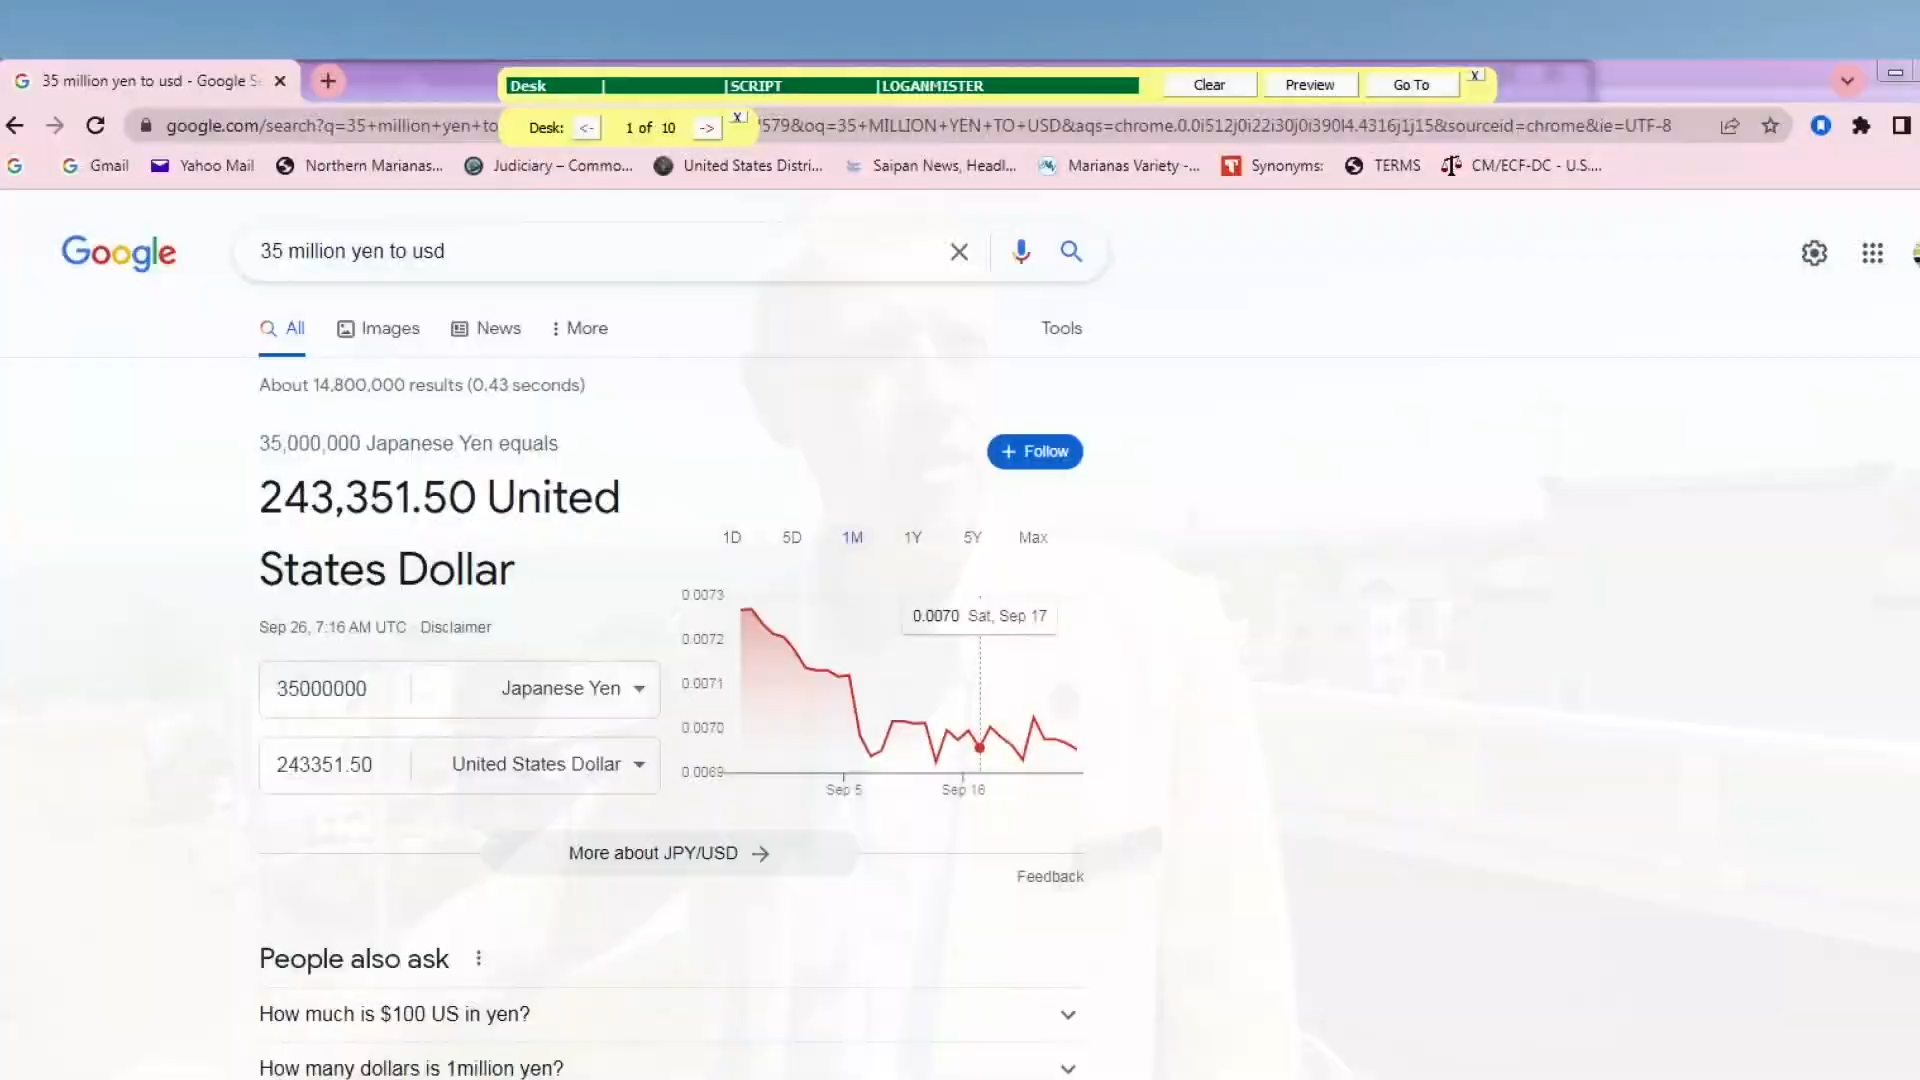 35 million yen to usd - Google S
Desk | |SCRIPT |LOGANMISTER
Clear
Preview
Go To
X
google.com/search?q=35+million+yen+to
Desk: <- 1 of 10 -> X
579&oq=35+MILLION+YEN+TO+USD&aqs=chrome.0.0i512j0i22i30j0i390l4.4316j1j15&sourceid=chrome&ie=UTF-8
Gmail
Yahoo Mail
Northern Marianas...
Judiciary – Commo...
United States Distri...
Saipan News, Headl...
Marianas Variety -...
Synonyms:
TERMS
CM/ECF-DC - U.S....
Google
35 million yen to usd
All
Images
News
More
Tools
About 14,800,000 results (0.43 seconds)
35,000,000 Japanese Yen equals
+ Follow
243,351.50 United
States Dollar
Sep 26, 7:16 AM UTC · Disclaimer
35000000
Japanese Yen
243351.50
United States Dollar
1D
5D
1M
1Y
5Y
Max
0.0073
0.0072
0.0071
0.0070
0.0069
0.0070 Sat, Sep 17
Sep 5
Sep 16
More about JPY/USD
Feedback
People also ask
How much is $100 US in yen?
How many dollars is 1million yen?